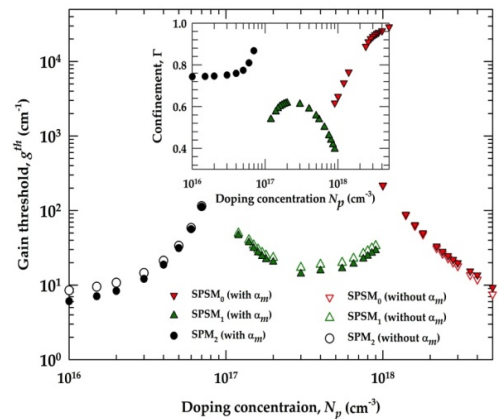 Gain threshold, g^th (cm^-1)
10^4
10^3
10^2
10^1
10^0
Confinement, Γ
1.0
0.8
0.6
0.4
10^16 10^17 10^18
Doping concentration N_p (cm^-3)
SPSM_0 (with α_m) SPSM_0 (without α_m)
SPSM_1 (with α_m) SPSM_1 (without α_m)
SPM_2 (with α_m) SPM_2 (without α_m)
10^16 10^17 10^18
Doping concentraion, N_p (cm^-3)